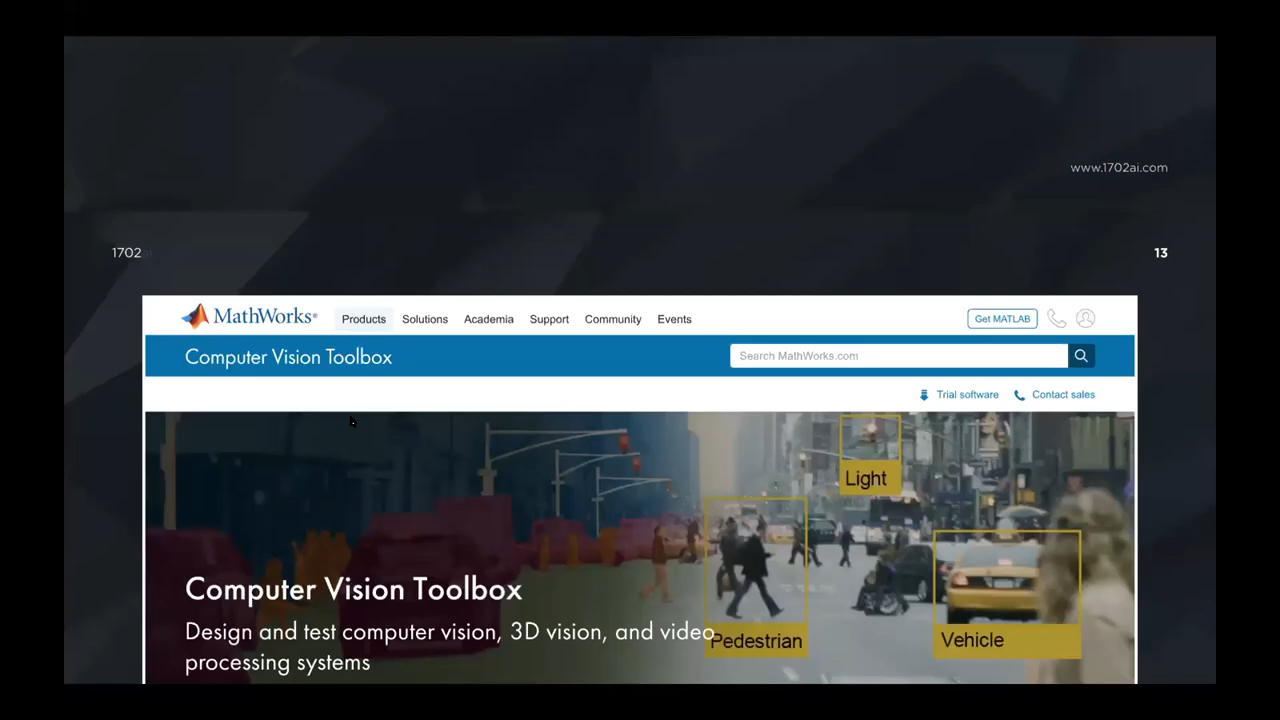 www.1702ai.com
1702ai
13
MathWorks®
Products
Solutions
Academia
Support
Community
Events
Get MATLAB
Computer Vision Toolbox
Search MathWorks.com
Trial software
Contact sales
Light
Computer Vision Toolbox
Design and test computer vision, 3D vision, and video
processing systems
Pedestrian
Vehicle